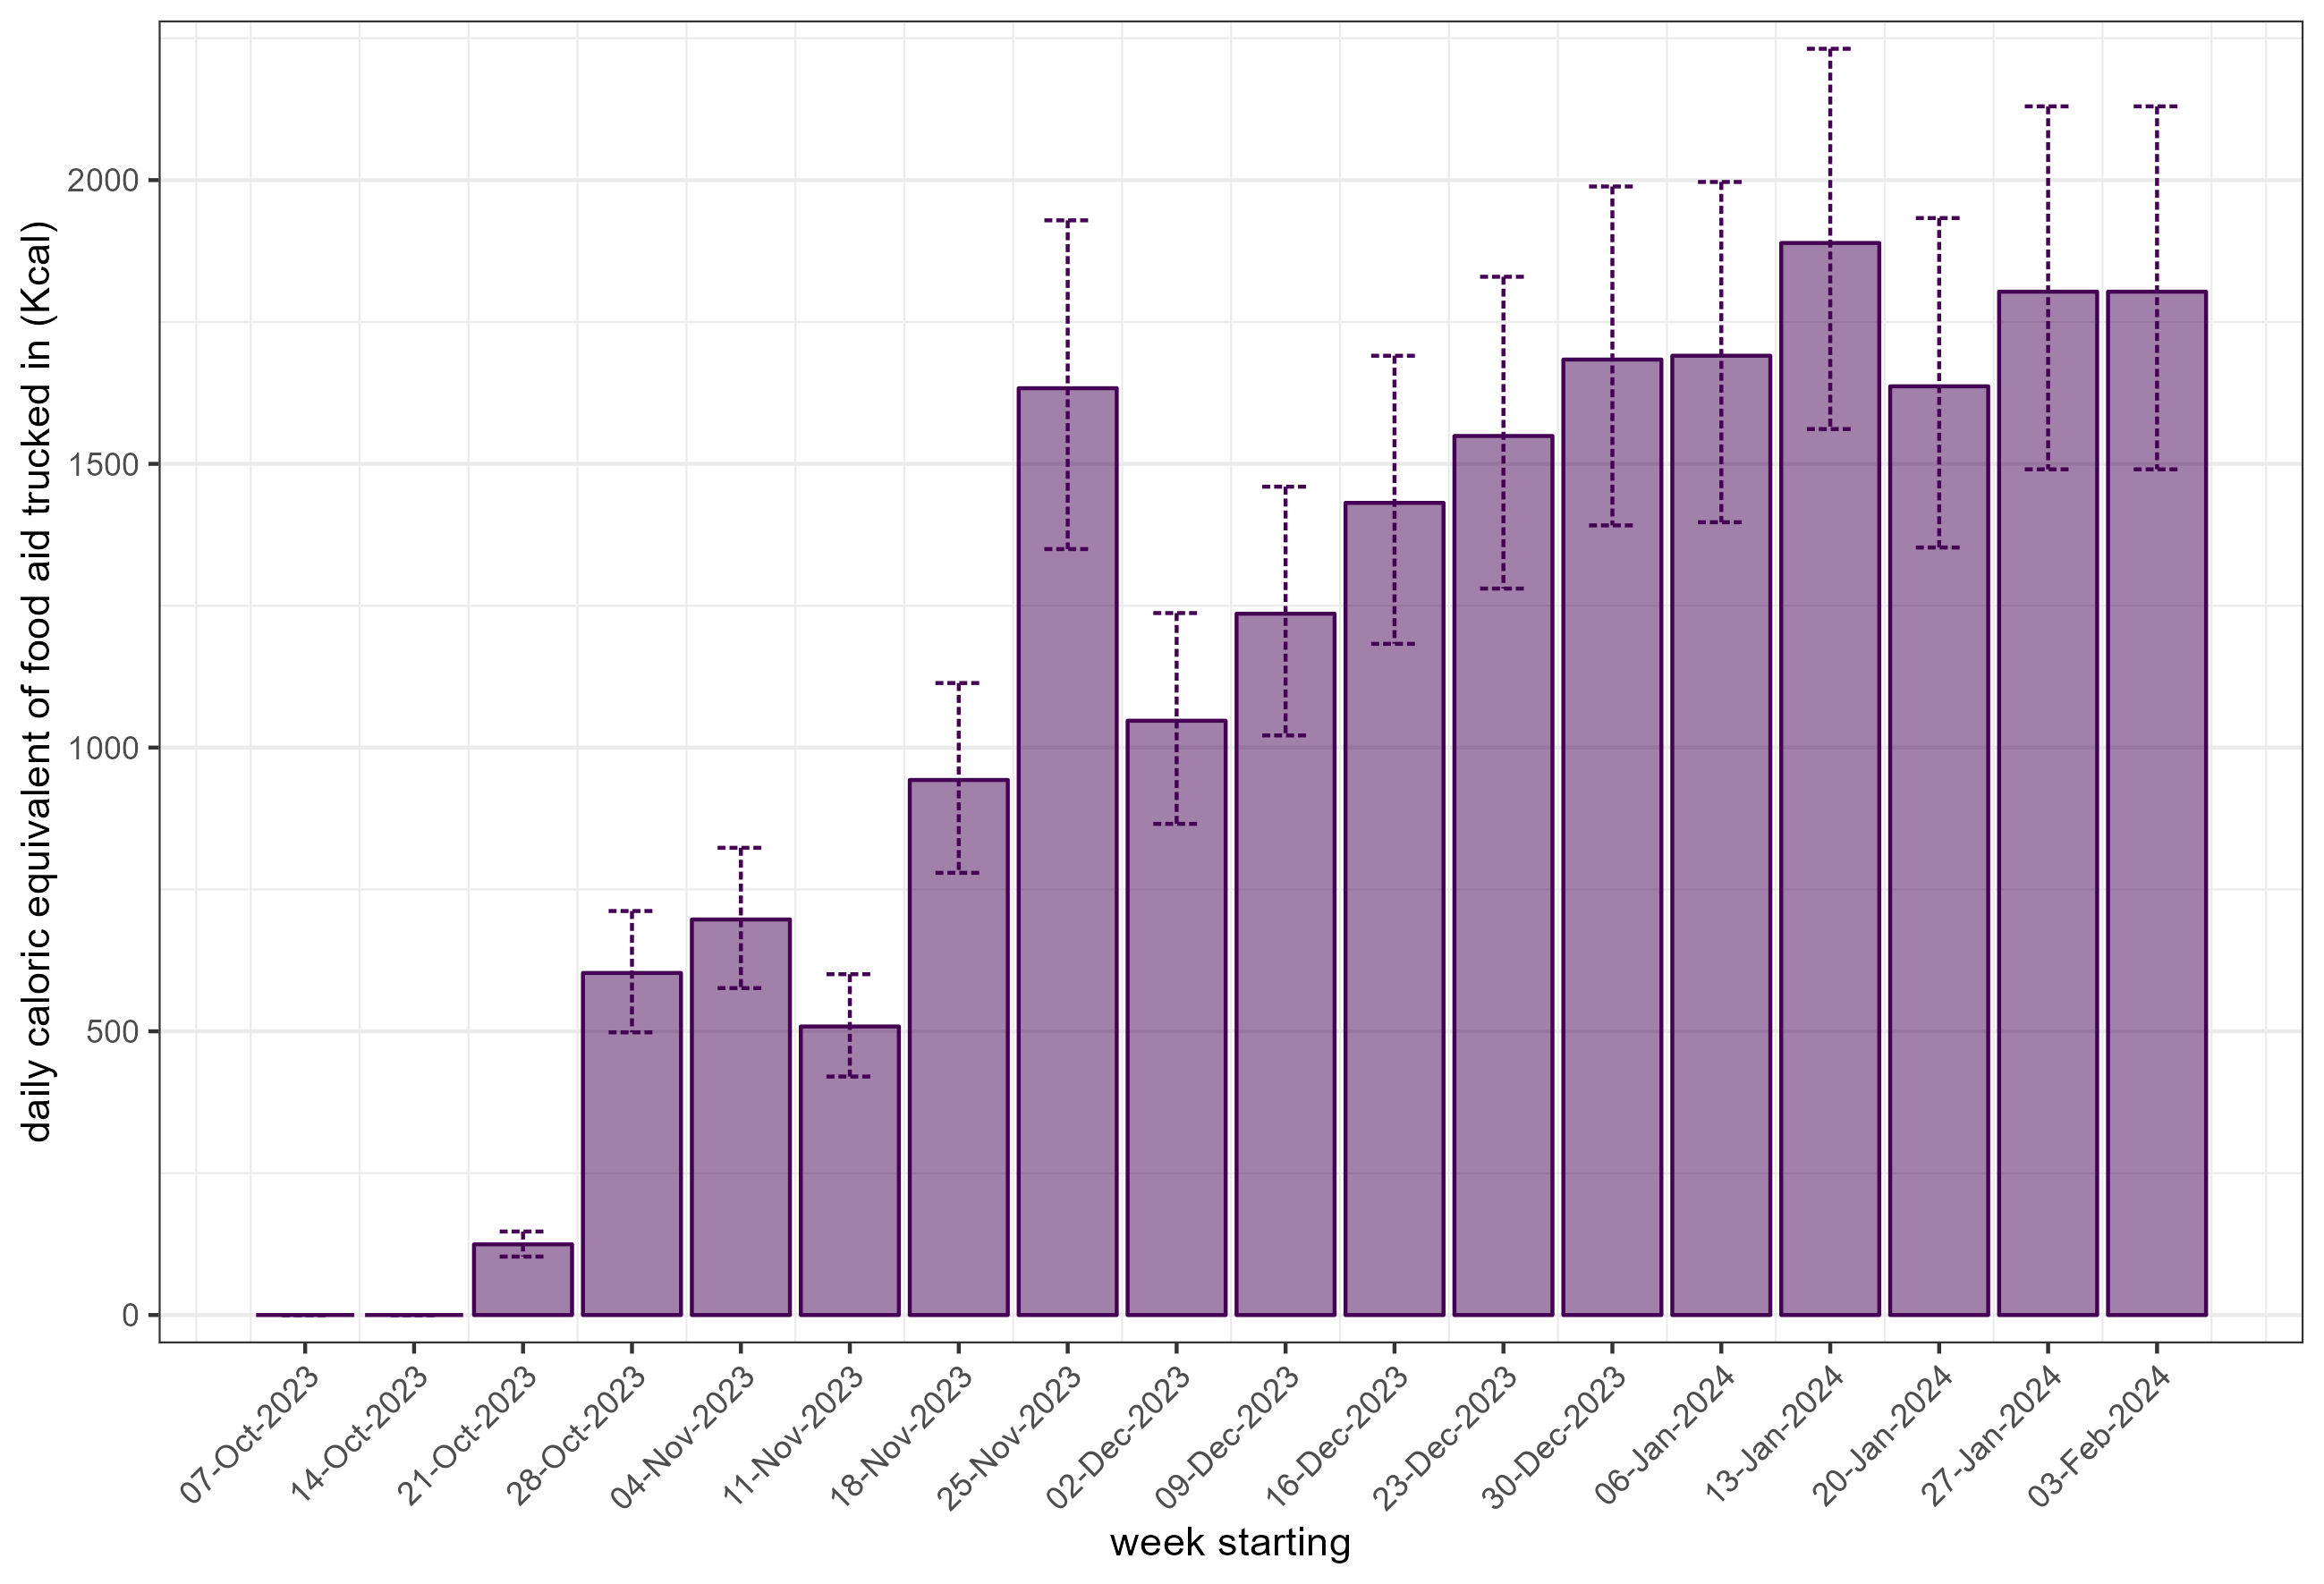 daily caloric equivalent of food aid trucked in (Kcal)
2000
1500
1000
500
0
07-Oct-2023
14-Oct-2023
21-Oct-2023
28-Oct-2023
04-Nov-2023
11-Nov-2023
18-Nov-2023
25-Nov-2023
02-Dec-2023
09-Dec-2023
16-Dec-2023
23-Dec-2023
30-Dec-2023
06-Jan-2024
13-Jan-2024
20-Jan-2024
27-Jan-2024
03-Feb-2024
week starting